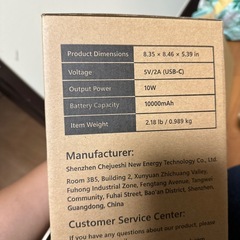 Product Dimensions 8.35 × 8.46 × 5.39 in
Voltage 5V/2A (USB-C)
Output Power 10W
Battery Capacity 10000mAh
Item Weight 2.18 lb / 0.989 kg
Manufacturer:
Shenzhen Chejueshi New Energy Technology Co., Ltd.
Room 3B5, Building 2, Xunyuan Zhichuang Valley,
Fuhong Industrial Zone, Fengtang Avenue, Tangwei
Community, Fuhai Street, Bao'an District, Shenzhen,
Guangdong, China
Customer Service Center:
If you have any questions about our product, please